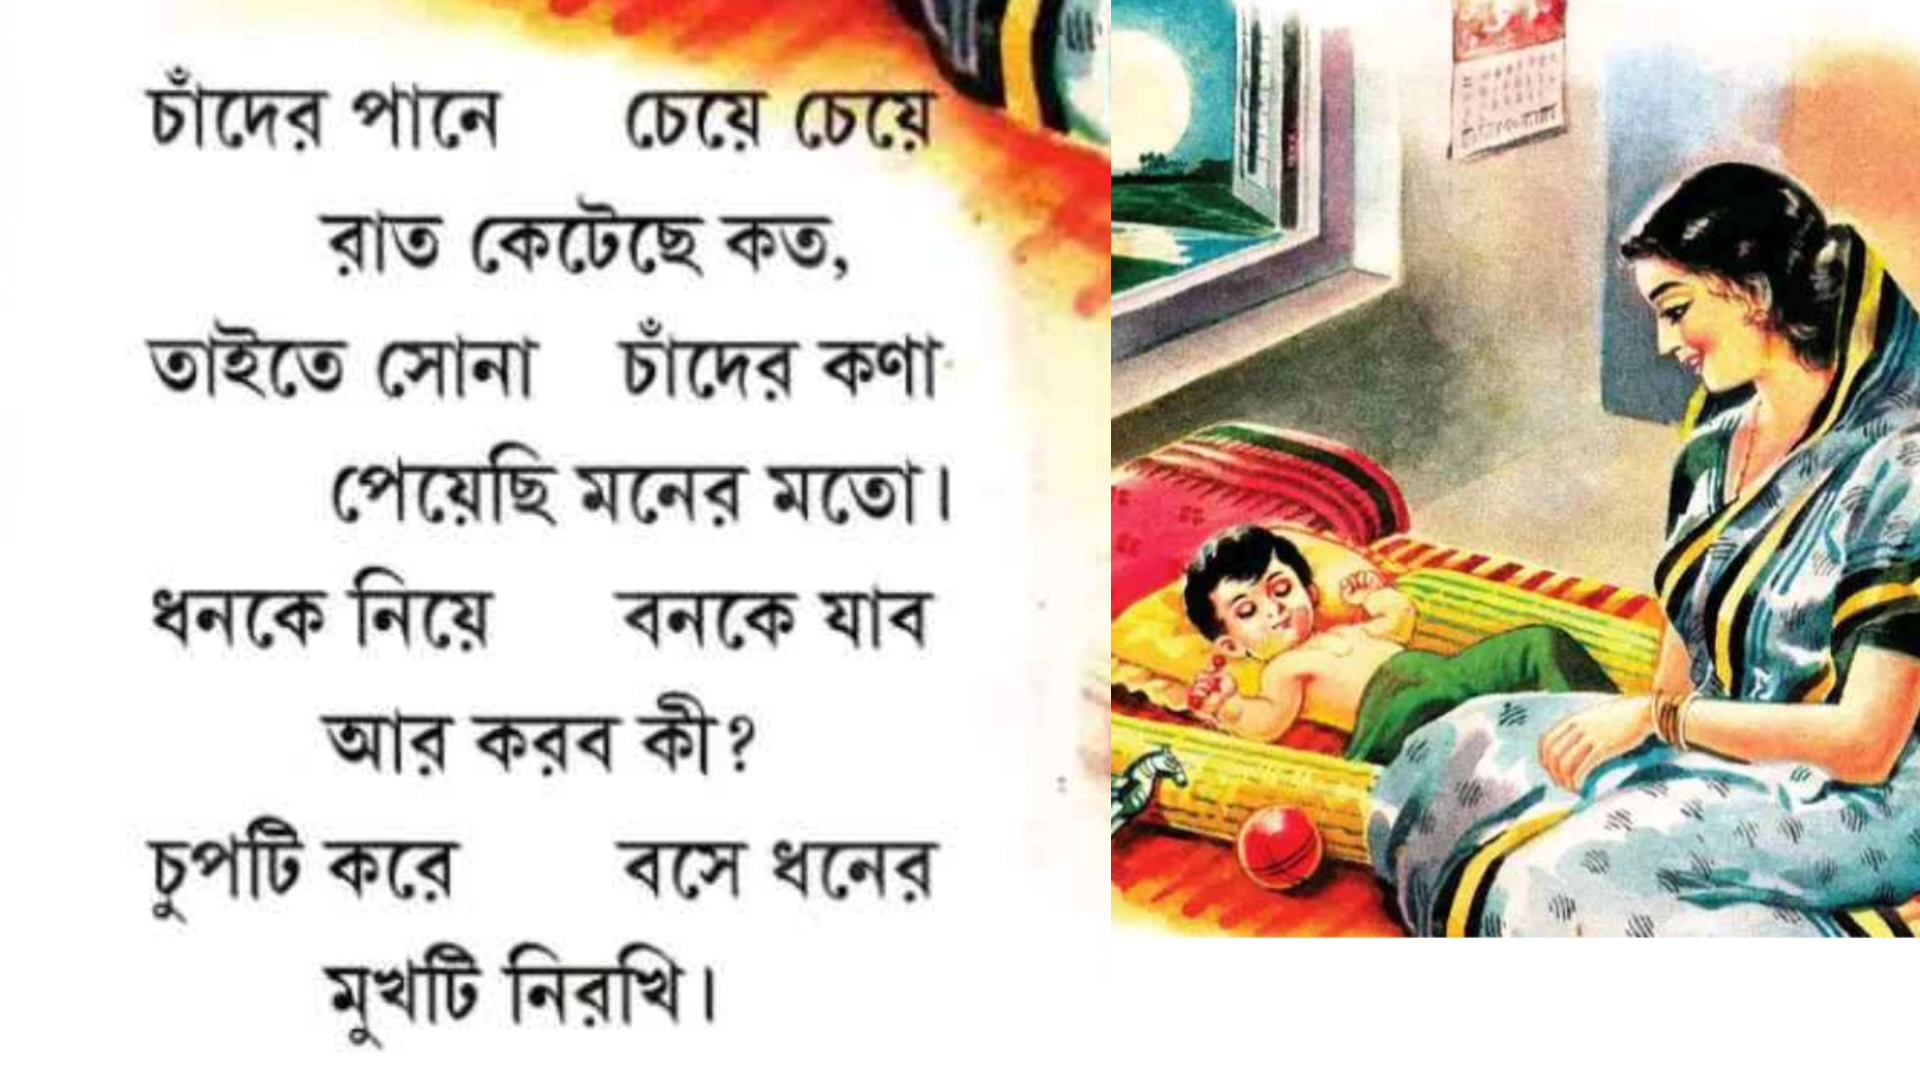 চাঁদের পানে চেয়ে চেয়ে
রাত কেটেছে কত,
তাইতে সোনা চাঁদের কণা
পেয়েছি মনের মতো।
ধনকে নিয়ে বনকে যাব
আর করব কী?
চুপটি করে বসে ধনের
মুখটি নিরখি।